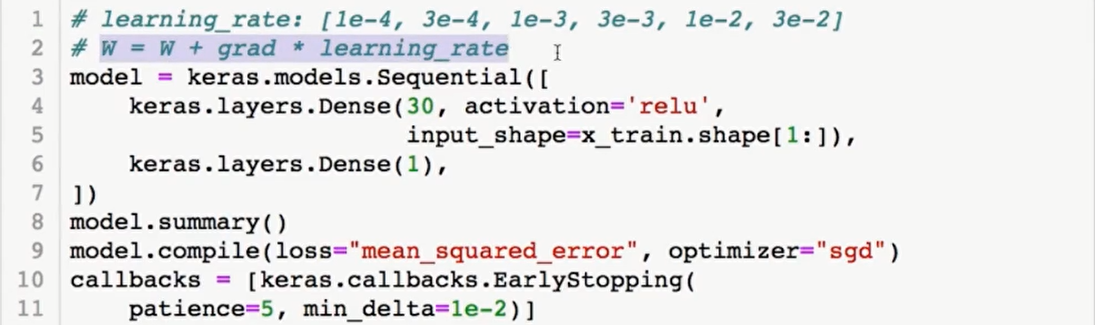 1 # learning_rate: [1e-4, 3e-4, 1e-3, 3e-3, 1e-2, 3e-2]
2 # W = W + grad * learning_rate
3 model = keras.models.Sequential([
4     keras.layers.Dense(30, activation='relu',
5                        input_shape=x_train.shape[1:]),
6     keras.layers.Dense(1),
7 ])
8 model.summary()
9 model.compile(loss="mean_squared_error", optimizer="sgd")
10 callbacks = [keras.callbacks.EarlyStopping(
11     patience=5, min_delta=1e-2)]